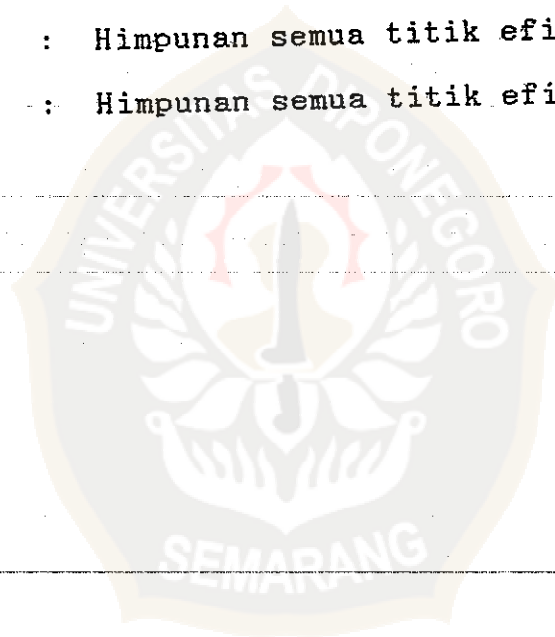 : Himpunan semua titik efi
: Himpunan semua titik efi
UNIVERSITAS DIPONEGORO
SEMARANG